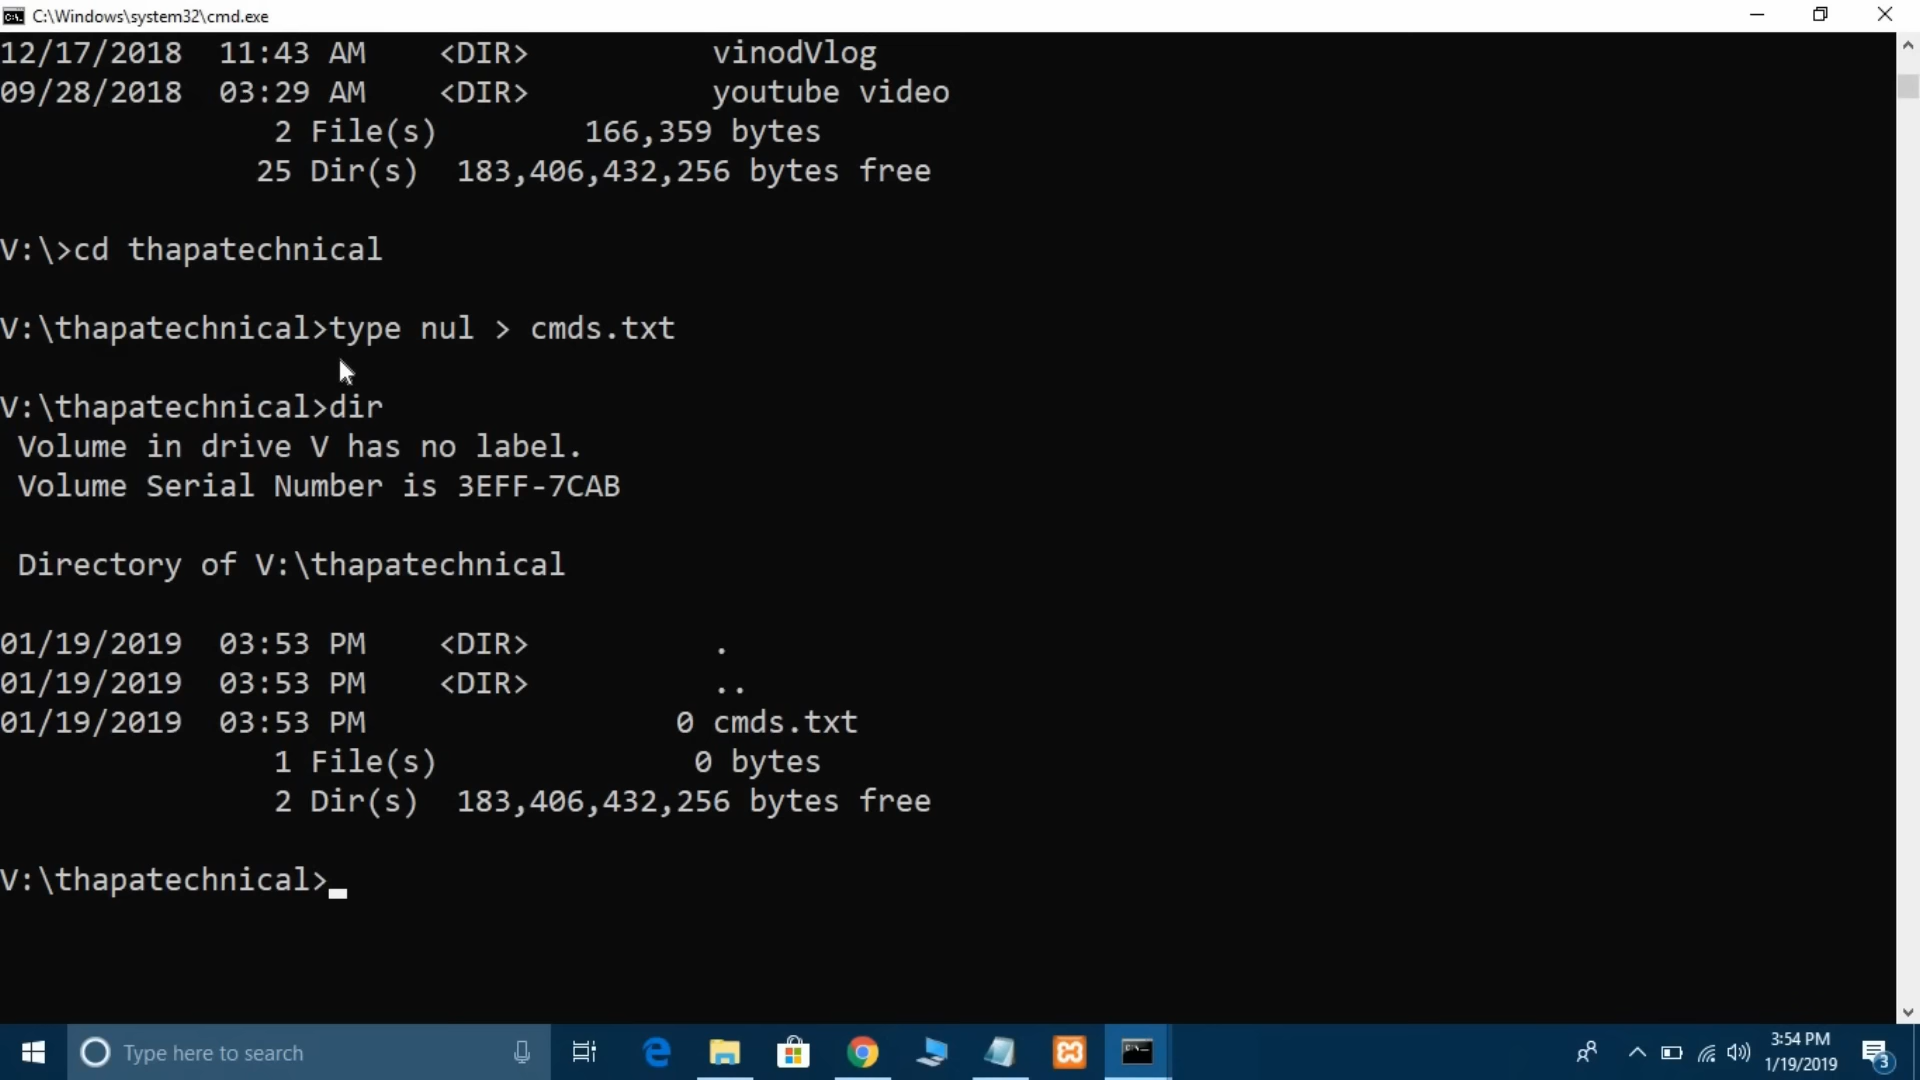 C:\Windows\system32\cmd.exe
12/17/2018  11:43 AM    <DIR>          vinodVlog
09/28/2018  03:29 AM    <DIR>          youtube video
               2 File(s)        166,359 bytes
              25 Dir(s)  183,406,432,256 bytes free
V:\>cd thapatechnical
V:\thapatechnical>type nul > cmds.txt
V:\thapatechnical>dir
 Volume in drive V has no label.
 Volume Serial Number is 3EFF-7CAB
 Directory of V:\thapatechnical
01/19/2019  03:53 PM    <DIR>          .
01/19/2019  03:53 PM    <DIR>          ..
01/19/2019  03:53 PM                 0 cmds.txt
               1 File(s)              0 bytes
               2 Dir(s)  183,406,432,256 bytes free
V:\thapatechnical>
Type here to search
3:54 PM
1/19/2019
3